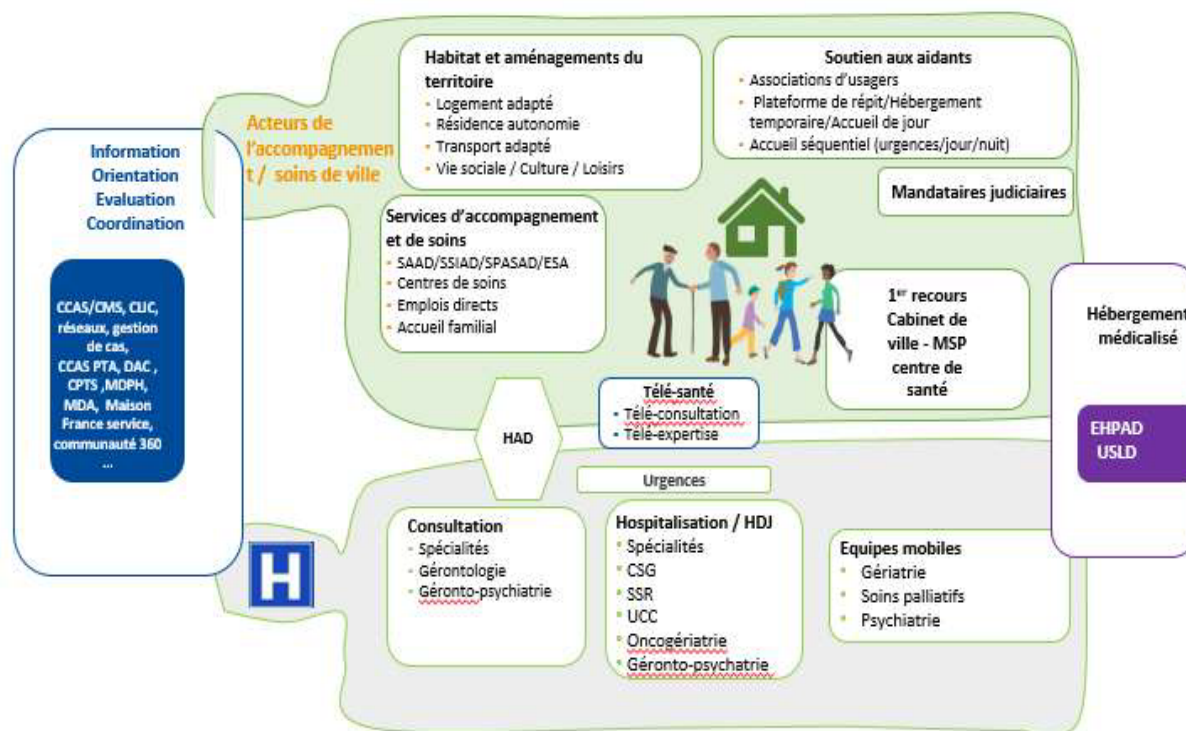 Information
Orientation
Evaluation
Coordination
CCAS/CMS, CLIC,
réseaux, gestion
de cas,
CCAS PTA, DAC ,
CPTS ,MDPH,
MDA, Maison
France service,
communauté 360
...
Acteurs de
l'accompagnemen
t / soins de ville
Habitat et aménagements du
territoire
- Logement adapté
- Résidence autonomie
- Transport adapté
- Vie sociale / Culture / Loisirs
Soutien aux aidants
- Associations d'usagers
- Plateforme de répit/Hébergement
temporaire/Accueil de jour
- Accueil séquentiel (urgences/jour/nuit)
Mandataires judiciaires
Services d'accompagnement
et de soins
- SAAD/SSIAD/SPASAD/ESA
- Centres de soins
- Emplois directs
- Accueil familial
1er recours
Cabinet de
ville - MSP
centre de
santé
Télé-santé
- Télé-consultation
- Télé-expertise
HAD
Urgences
H
Consultation
- Spécialités
- Gérontologie
- Géronto-psychiatrie
Hospitalisation / HDJ
- Spécialités
- CSG
- SSR
- UCC
- Oncogériatrie
- Géronto-psychatrie
Equipes mobiles
- Gériatrie
- Soins palliatifs
- Psychiatrie
Hébergement
médicalisé
EHPAD
USLD